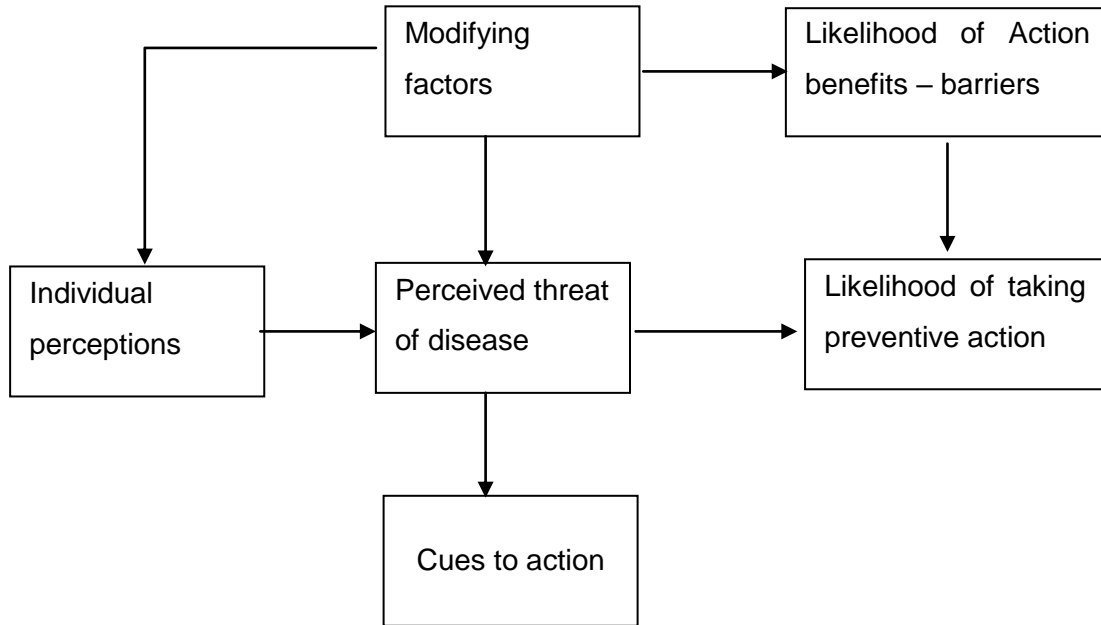 Modifying
factors
Likelihood of Action
benefits – barriers
Individual
perceptions
Perceived threat
of disease
Likelihood of taking
preventive action
Cues to action